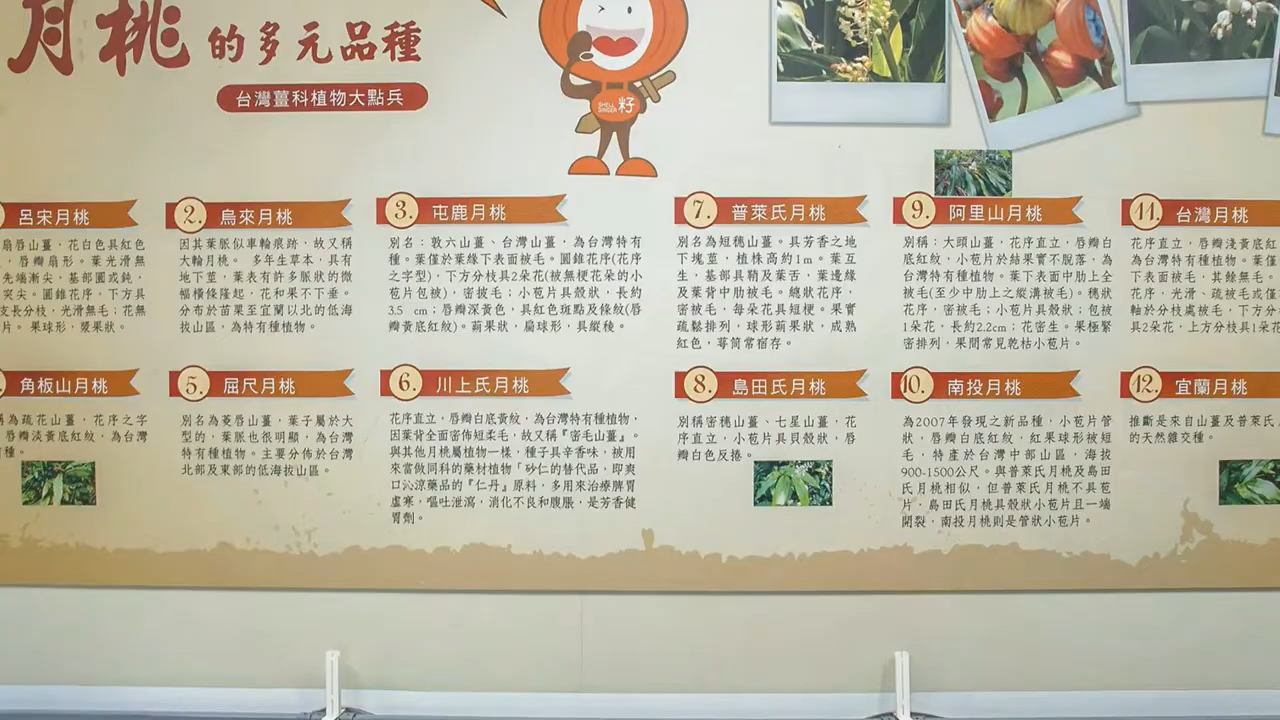 月桃的多元品種
台灣薑科植物大點兵
SHELL GINGER 籽
呂宋月桃
扇唇山薑,花白色具紅色
,唇瓣扇形。葉光滑無
先端漸尖,基部圓或鈍,
突尖。圓錐花序,下方具
支長分枝,光滑無毛;花無
片。果球形,蒴果狀。
2. 烏來月桃
因其葉脈似車輪痕跡,故又稱
大輪月桃。 多年生草本,具有
地下莖,葉表有許多脈狀的微
幅橫條隆起,花和果不下垂。
分布於苗栗至宜蘭以北的低海
拔山區,為特有種植物。
3. 屯鹿月桃
別名:敦六山薑、台灣山薑,為台灣特有
種。葉僅於葉緣下表面被毛。圓錐花序(花序
之字型),下方分枝具2朵花(被無梗花朵的小
苞片包被),密披毛;小苞片具殼狀,長約
3.5 cm;唇瓣深黃色,具紅色斑點及條紋(唇
瓣黃底紅紋)。蒴果狀,扁球形,具縱稜。
角板山月桃
稱為疏花山薑,花序之字
,唇瓣淡黃底紅紋,為台灣
有種。
5. 屈尺月桃
別名為菱唇山薑,葉子屬於大
型的,葉脈也很明顯,為台灣
特有種植物。主要分佈於台灣
北部及東部的低海拔山區。
6. 川上氏月桃
花序直立,唇瓣白底黃紋,為台灣特有種植物,
因葉背全面密佈短柔毛,故又稱『密毛山薑』。
與其他月桃屬植物一樣,種子具辛香味,被用
來當做同科的藥材植物「砂仁的替代品,即爽
口沁涼藥品的『仁丹』原料,多用來治療脾胃
虛寒,嘔吐泄瀉,消化不良和腹脹,是芳香健
胃劑。
7. 普萊氏月桃
別名為短穗山薑。具芳香之地
下塊莖,植株高約1m。葉互
生,基部具鞘及葉舌,葉邊緣
及葉背中肋被毛。總狀花序,
密被毛,每朵花具短梗。果實
疏鬆排列,球形蒴果狀,成熟
紅色,萼筒常宿存。
8. 島田氏月桃
別稱密穗山薑、七星山薑,花
序直立,小苞片具貝殼狀,唇
瓣白色反捲。
9. 阿里山月桃
別稱:大頭山薑,花序直立,唇瓣白
底紅紋,小苞片於結果實不脫落,為
台灣特有種植物。葉下表面中肋上全
被毛(至少中肋上之縱溝被毛)。穗狀
花序,密被毛;小苞片具殼狀;包被
1朵花,長約2.2cm;花密生。果極緊
密排列,果間常見乾枯小苞片。
10. 南投月桃
為2007年發現之新品種,小苞片管
狀,唇瓣白底紅紋,紅果球形被短
毛,特產於台灣中部山區,海拔
900-1500公尺。與普萊氏月桃及島田
氏月桃相似,但普萊氏月桃不具苞
片,島田氏月桃具殼狀小苞片且一端
開裂,南投月桃則是管狀小苞片。
11. 台灣月桃
花序直立,唇瓣淺黃底紅
為台灣特有種植物。葉僅
下表面被毛,其餘無毛。
花序,光滑、疏被毛或僅
軸於分枝處被毛,下方分
具2朵花,上方分枝具1朵花
12. 宜蘭月桃
推斷是來自山薑及普萊氏
的天然雜交種。